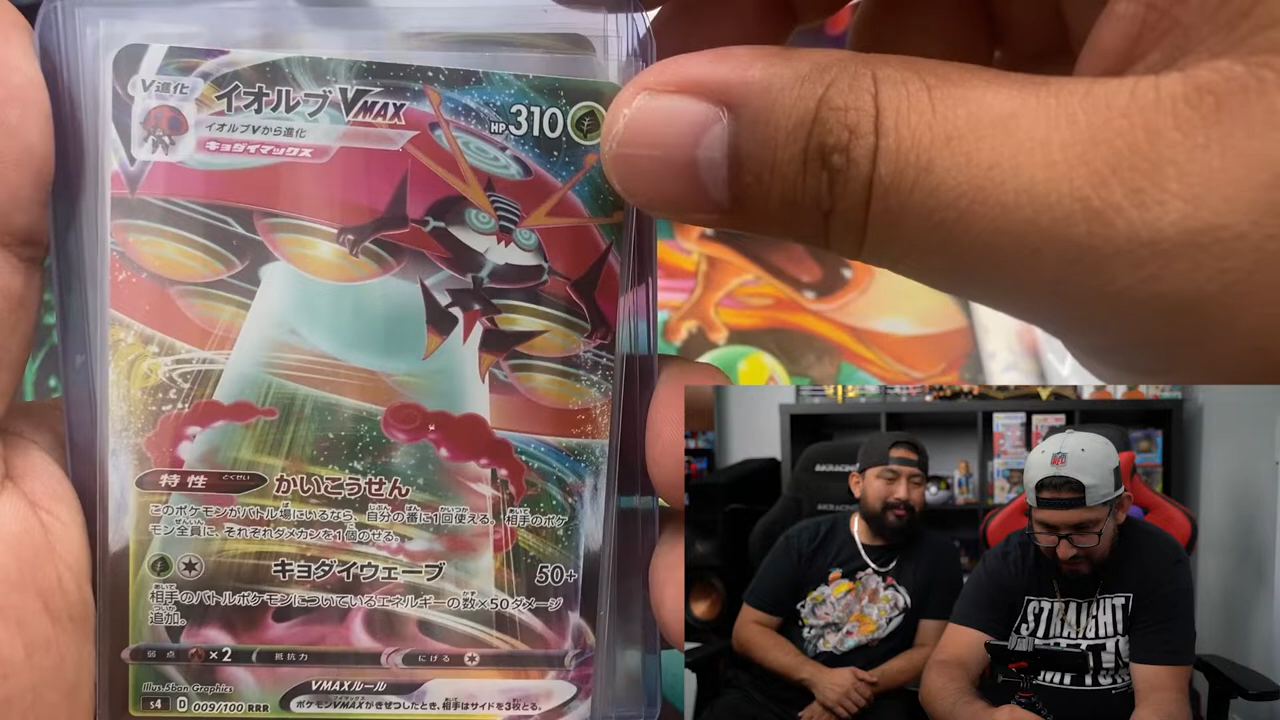 V進化
イオルブVMAX
HP310
イオルブVから進化
キョダイマックス
特性 とくせい
かいこうせん
このポケモンがバトル場にいるなら、自分の番に1回使える。相手のポケ
モン全員に、それぞれダメカンを1個のせる。
キョダイウェーブ 50+
相手のバトルポケモンについているエネルギーの数×50ダメージ
追加。
弱点 ×2 抵抗力 にげる
Illus.5ban Graphics
VMAXルール
S4 D 009/100 RRR
ポケモンVMAXがきぜつしたとき、相手はサイドを3枚とる。
AKRACING
NFL
STRAIGHT